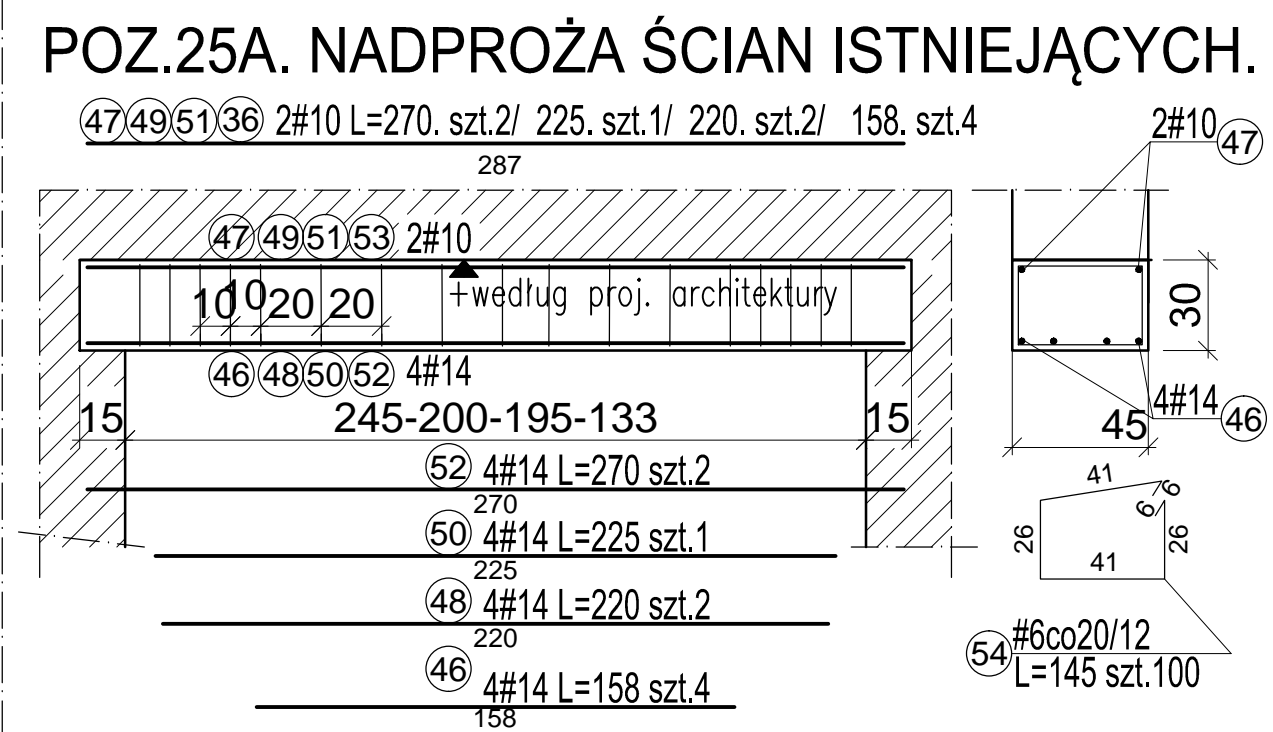 POZ.25A. NADPROŻA ŚCIAN ISTNIEJĄCYCH.
47 49 51 36 2#10 L=270. szt.2/ 225. szt.1/ 220. szt.2/ 158. szt.4
287
2#10 47
47 49 51 53 2#10
10 10 20 20 +według proj. architektury
30
46 48 50 52 4#14
4#14 46
15 245-200-195-133 15
45
52 4#14 L=270 szt.2
270
50 4#14 L=225 szt.1
225
48 4#14 L=220 szt.2
220
46 4#14 L=158 szt.4
158
41 6
6
26 26
41
54 #6co20/12
L=145 szt.100